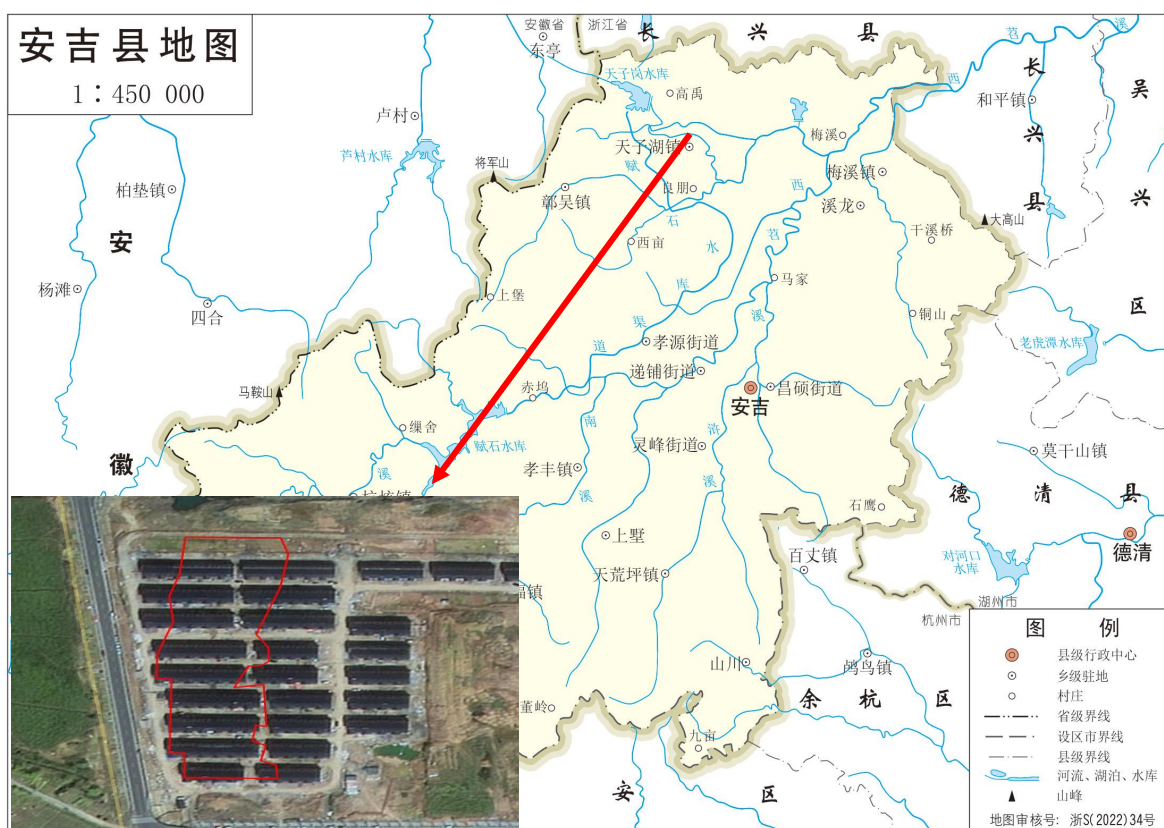 安吉县地图
1：450 000
安徽省
浙江省
长兴县
东亭
天子岗水库
高禹
卢村
芦村水库
将军山
柏垫镇
安
杨滩
四合
天子湖镇
良朋
鄣吴镇
西亩
上堡
赋石水库渠道
梅溪
梅溪镇
溪龙
西苕溪
西苕溪
长兴县
和平镇
吴兴区
大高山
干溪桥
马家
铜山
老虎潭水库
孝源街道
递铺街道
安吉
昌硕街道
马鞍山
赤坞
缫舍
赋石水库
徽
溪
南溪
浒溪
灵峰街道
孝丰镇
莫干山镇
德清县
德清
石鹰
上墅
百丈镇
对河口
水库
天荒坪镇
湖州市
杭州市
山川
鸬鸟镇
余杭区
董岭
九亩
安区
图例
县级行政中心
乡级驻地
村庄
省级界线
设区市界线
县级界线
河流、湖泊、水库
山峰
地图审核号：浙S(2022)34号